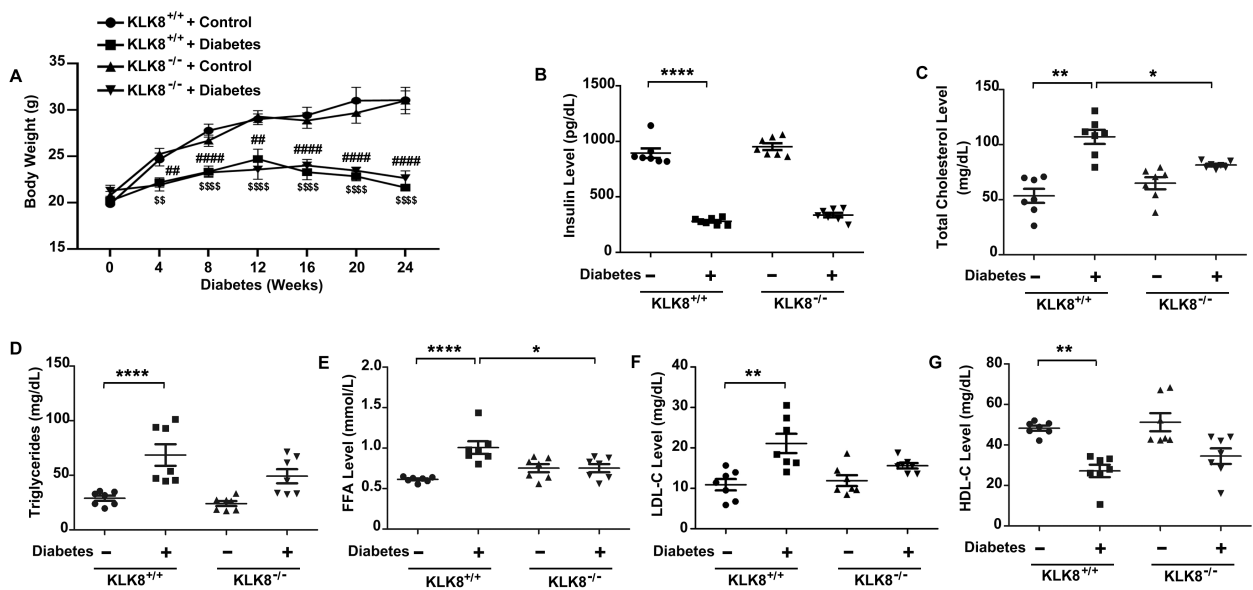 A
KLK8+/+ + Control
KLK8+/+ + Diabetes
KLK8-/- + Control
KLK8-/- + Diabetes
Body Weight (g)
35
30
25
20
15
##
####
##
####
####
####
$$
$$$$
$$$$
$$$$
$$$$
$$$$
0 4 8 12 16 20 24
Diabetes (Weeks)
B
Insulin Level (pg/dL)
1500
1000
500
0
****
Diabetes − + − +
KLK8+/+ KLK8-/-
C
Total Cholesterol Level
(mg/dL)
150
100
50
0
** *
Diabetes − + − +
KLK8+/+ KLK8-/-
D
Triglycerides (mg/dL)
150
100
50
0
****
Diabetes − + − +
KLK8+/+ KLK8-/-
E
FFA Level (mmol/L)
2.0
1.5
1.0
0.5
0.0
**** *
Diabetes − + − +
KLK8+/+ KLK8-/-
F
LDL-C Level (mg/dL)
40
30
20
10
0
**
Diabetes − + − +
KLK8+/+ KLK8-/-
G
HDL-C Level (mg/dL)
80
60
40
20
0
**
Diabetes − + − +
KLK8+/+ KLK8-/-